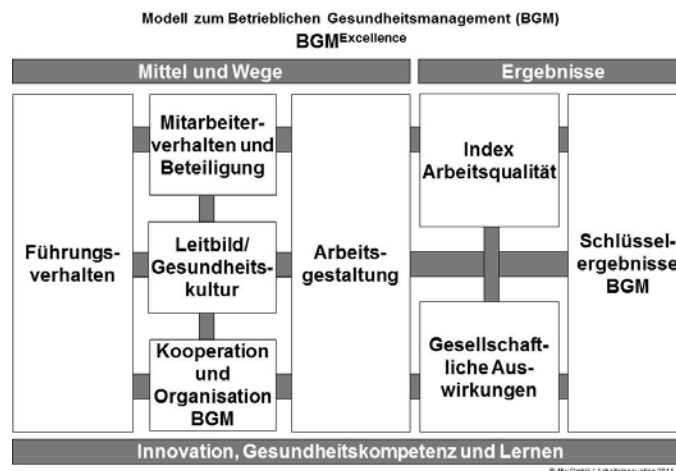 Modell zum Betrieblichen Gesundheitsmanagement (BGM)
BGMExcellence
Mittel und Wege
Ergebnisse
Führungs-
verhalten
Mitarbeiter-
verhalten und
Beteiligung
Leitbild/
Gesundheits-
kultur
Kooperation
und
Organisation
BGM
Arbeits-
gestaltung
Index
Arbeitsqualität
Gesellschaft-
liche Aus-
wirkungen
Schlüssel-
ergebnisse
BGM
Innovation, Gesundheitskompetenz und Lernen